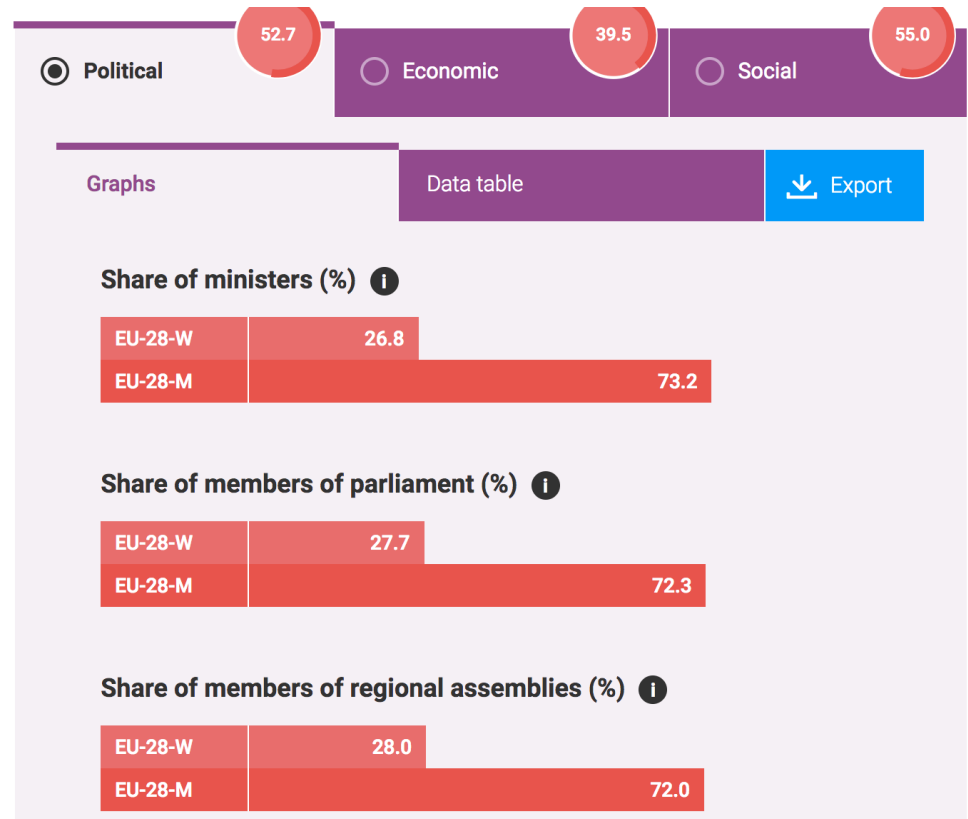 52.7 39.5 55.0
Political Economic Social
Graphs Data table Export
Share of ministers (%) i
EU-28-W 26.8
EU-28-M 73.2
Share of members of parliament (%) i
EU-28-W 27.7
EU-28-M 72.3
Share of members of regional assemblies (%) i
EU-28-W 28.0
EU-28-M 72.0